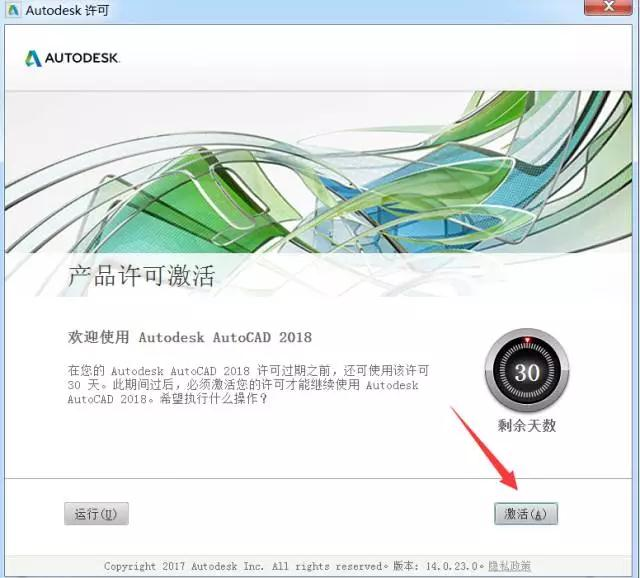 Autodesk 许可
AUTODESK.
产品许可激活
欢迎使用 Autodesk AutoCAD 2018
在您的 Autodesk AutoCAD 2018 许可过期之前，还可使用该许可
30 天。此期间过后，必须激活您的许可才能继续使用 Autodesk
AutoCAD 2018。希望执行什么操作？
30
剩余天数
运行(U)
激活(A)
Copyright 2017 Autodesk Inc. All rights reserved。版本：14.0.23.0。隐私政策